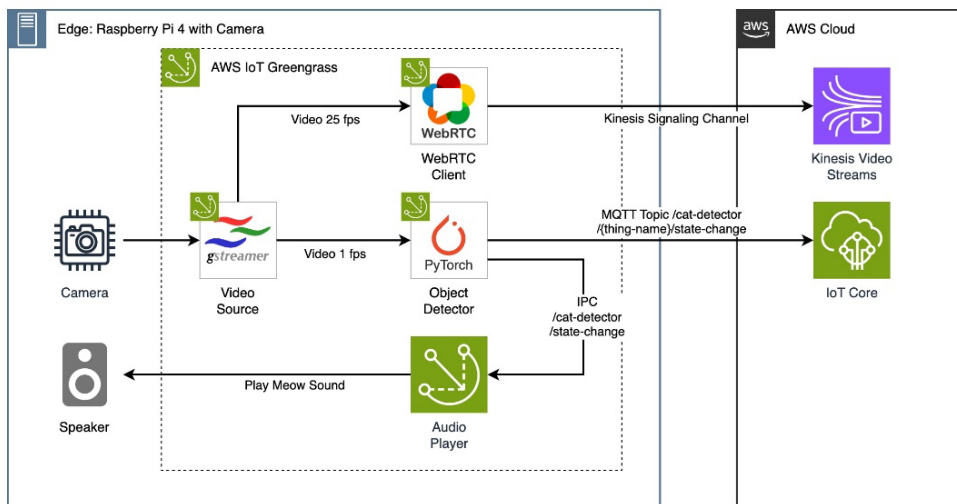 Edge: Raspberry Pi 4 with Camera
aws
AWS Cloud
AWS IoT Greengrass
WebRTC
Video 25 fps
Kinesis Signaling Channel
WebRTC
Client
Kinesis Video
Streams
MQTT Topic /cat-detector
/{thing-name}/state-change
gstreamer
Video 1 fps
PyTorch
Camera
Video
Source
Object
Detector
IoT Core
IPC
/cat-detector
/state-change
Play Meow Sound
Speaker
Audio
Player